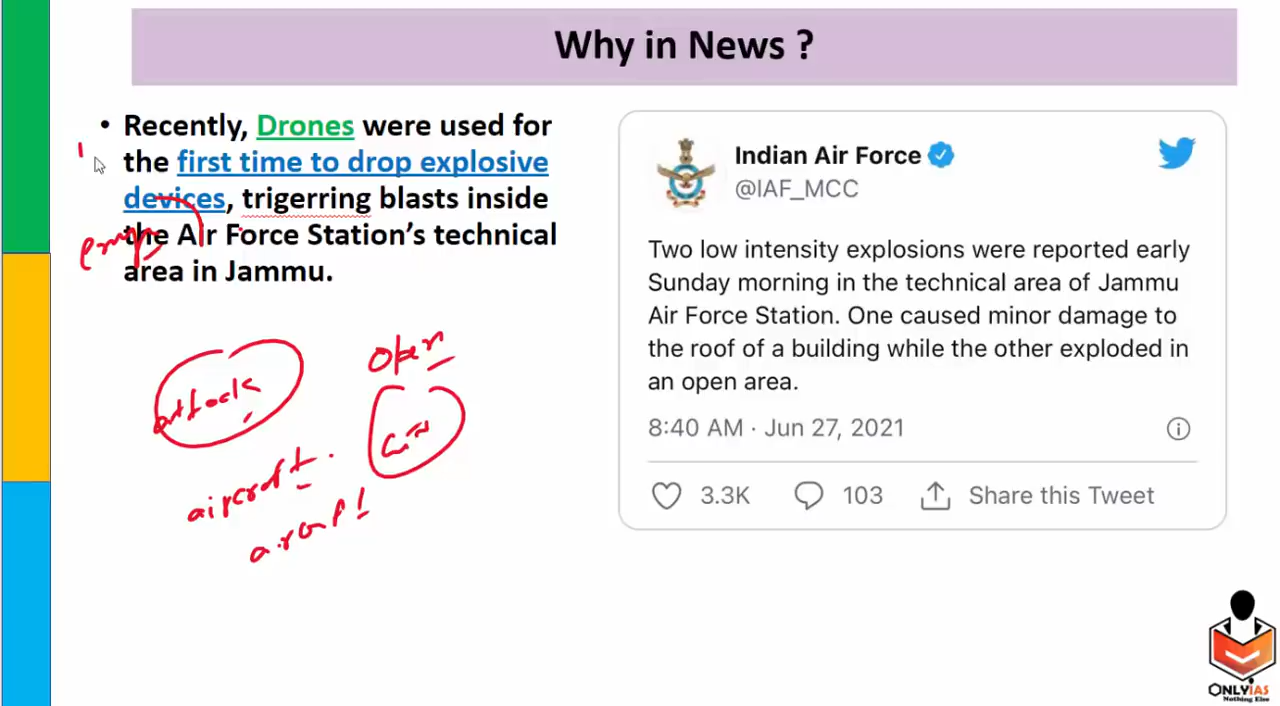 Why in News ?
• Recently, Drones were used for
the first time to drop explosive
devices, trigerring blasts inside
the Air Force Station's technical
area in Jammu.
open
attack
aircraft.
Indian Air Force
@IAF_MCC
Two low intensity explosions were reported early
Sunday morning in the technical area of Jammu
Air Force Station. One caused minor damage to
the roof of a building while the other exploded in
an open area.
8:40 AM · Jun 27, 2021
3.3K 103 Share this Tweet
ONLYIAS
Nothing Else